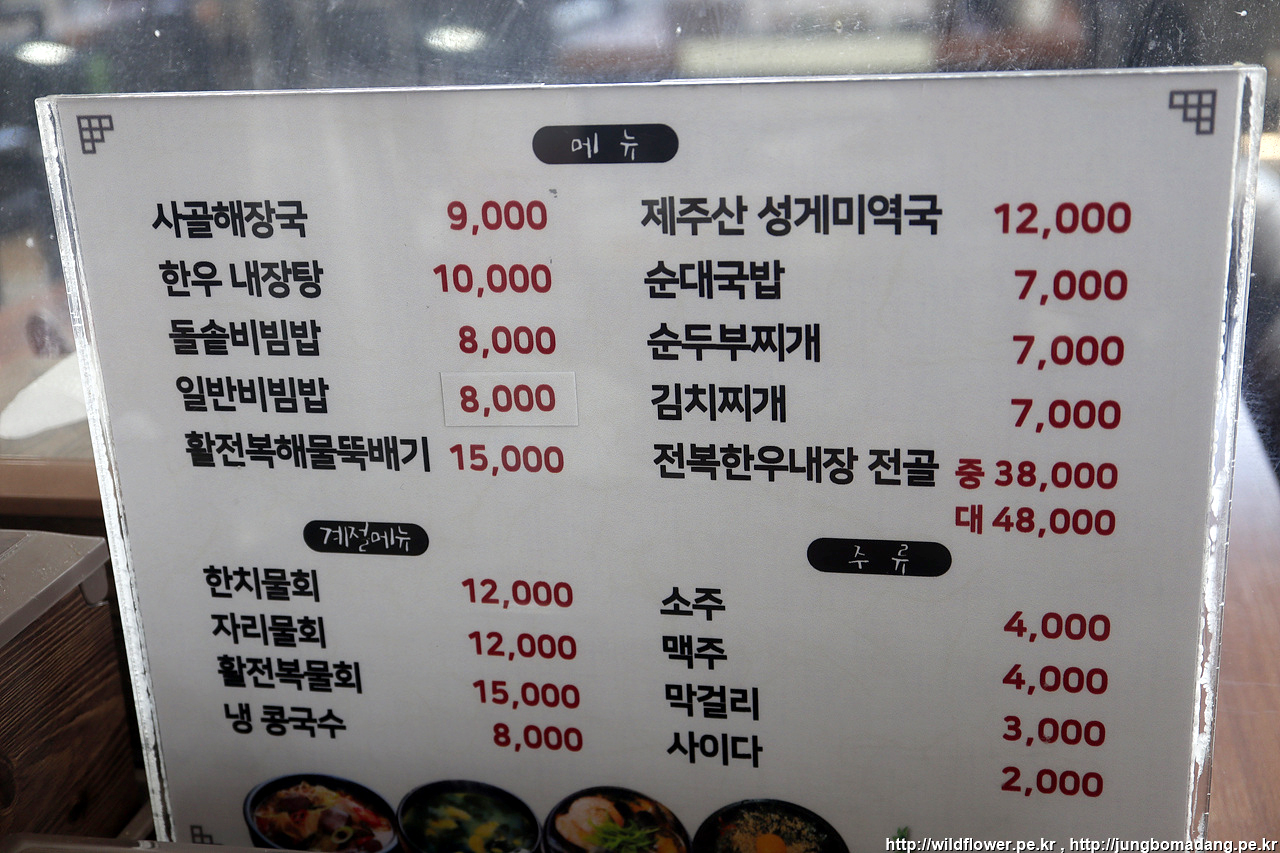 메 뉴
사골해장국 9,000
한우 내장탕 10,000
돌솥비빔밥 8,000
일반비빔밥 8,000
활전복해물뚝배기 15,000
제주산 성게미역국 12,000
순대국밥 7,000
순두부찌개 7,000
김치찌개 7,000
전복한우내장 전골 중 38,000
대 48,000
계절메뉴
한치물회 12,000
자리물회 12,000
활전복물회 15,000
냉 콩국수 8,000
주 류
소주 4,000
맥주 4,000
막걸리 3,000
사이다 2,000
http://wildflower.pe.kr , http://jungbomadang.pe.kr